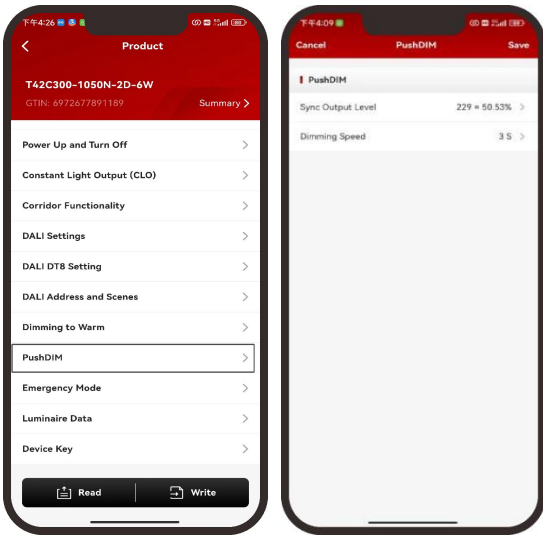 下午4:26
Product
T42C300-1050N-2D-6W
GTIN: 6972677891189
Summary
Power Up and Turn Off
Constant Light Output (CLO)
Corridor Functionality
DALI Settings
DALI DT8 Setting
DALI Address and Scenes
Dimming to Warm
PushDIM
Emergency Mode
Luminaire Data
Device Key
Read
Write
下午4:09
Cancel PushDIM Save
PushDIM
Sync Output Level 229 = 50.53%
Dimming Speed 3 S